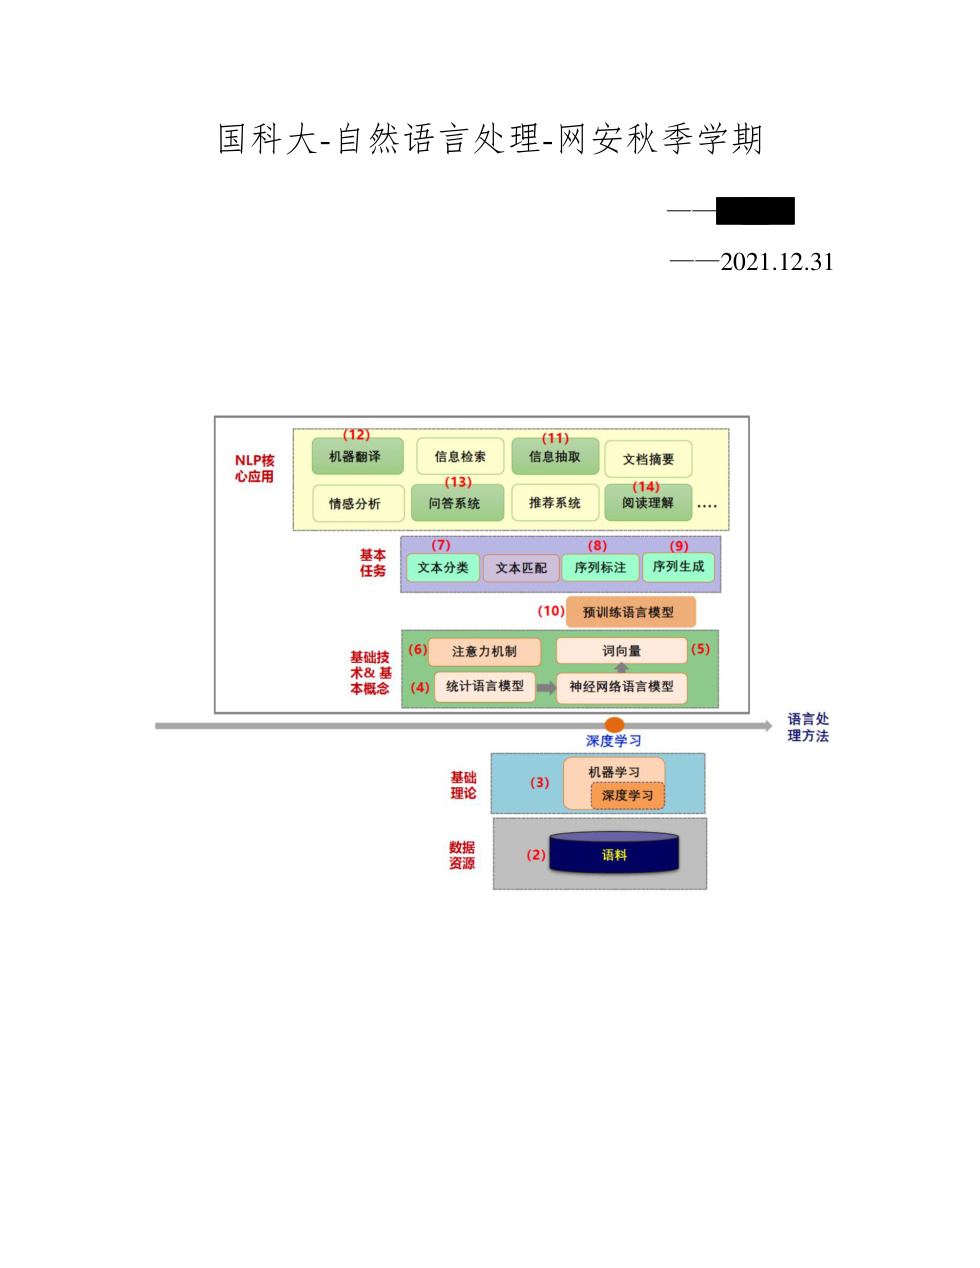 国科大-自然语言处理-网安秋季学期
——
——2021.12.31
(12)
(11)
NLP核
心应用
机器翻译
信息检索
信息抽取
文档摘要
(13)
(14)
情感分析
问答系统
推荐系统
阅读理解
....
基本
任务
(7)
(8)
(9)
文本分类
文本匹配
序列标注
序列生成
(10)
预训练语言模型
基础技
术& 基
本概念
(6)
注意力机制
词向量
(5)
(4)
统计语言模型
神经网络语言模型
语言处
理方法
深度学习
基础
理论
(3)
机器学习
深度学习
数据
资源
(2)
语料